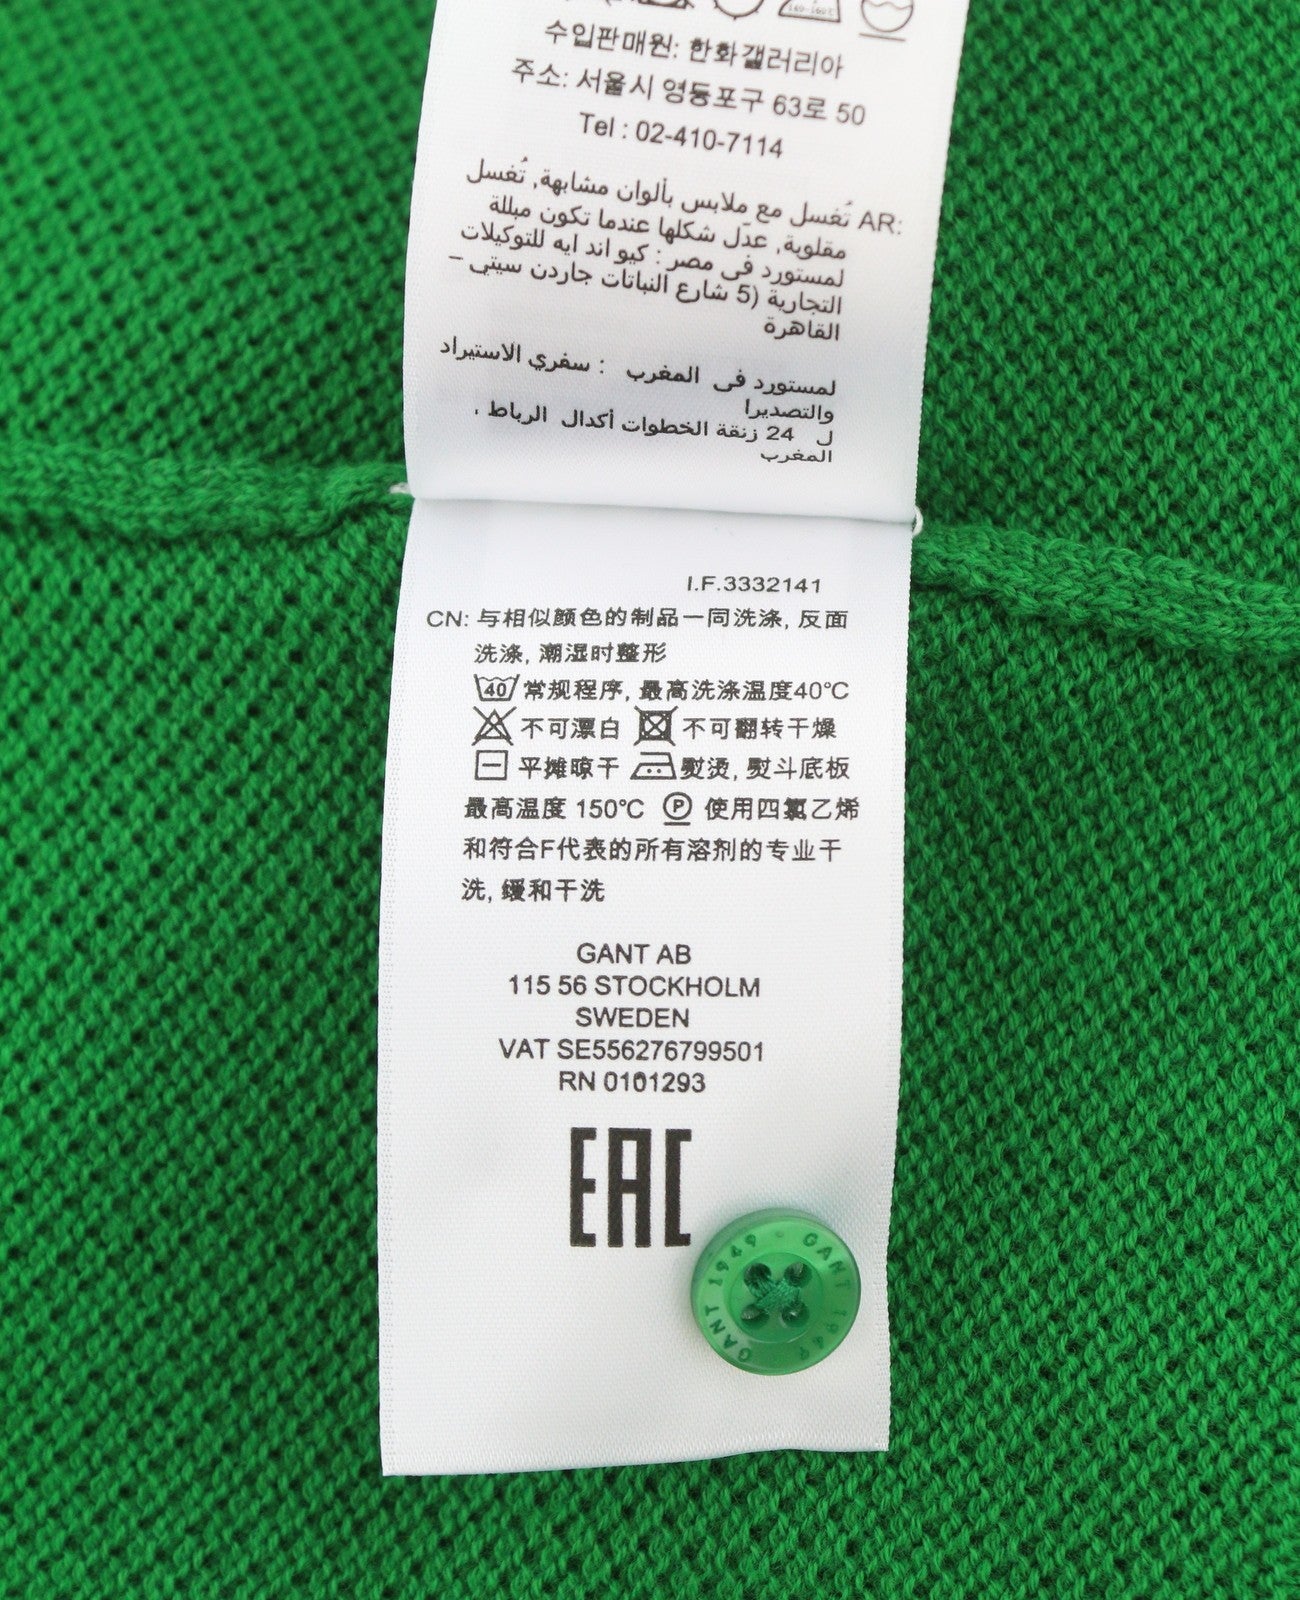 수입판매원: 한화갤러리아
주소: 서울시 영등포구 63로 50
Tel : 02-410-7114
AR: تُغسل مع ملابس بألوان مشابهة, تُغسل
مقلوبة, عدّل شكلها عندما تكون مبللة
لمستورد فى مصر : كيو اند ايه للتوكيلات
التجارية (5 شارع النباتات جاردن سيتي –
القاهرة
لمستورد فى المغرب : سفري الاستيراد
والتصديرا
ل 24 زنقة الخطوات أكدال الرباط ،
المغرب
I.F.3332141
CN: 与相似颜色的制品一同洗涤, 反面
洗涤, 潮湿时整形
40 常规程序, 最高洗涤温度40°C
不可漂白 不可翻转干燥
平摊晾干 熨烫, 熨斗底板
最高温度 150°C P 使用四氯乙烯
和符合F代表的所有溶剂的专业干
洗, 缓和干洗
GANT AB
115 56 STOCKHOLM
SWEDEN
VAT SE556276799501
RN 0101293
EAC
GANT 1949 - GANT 1949